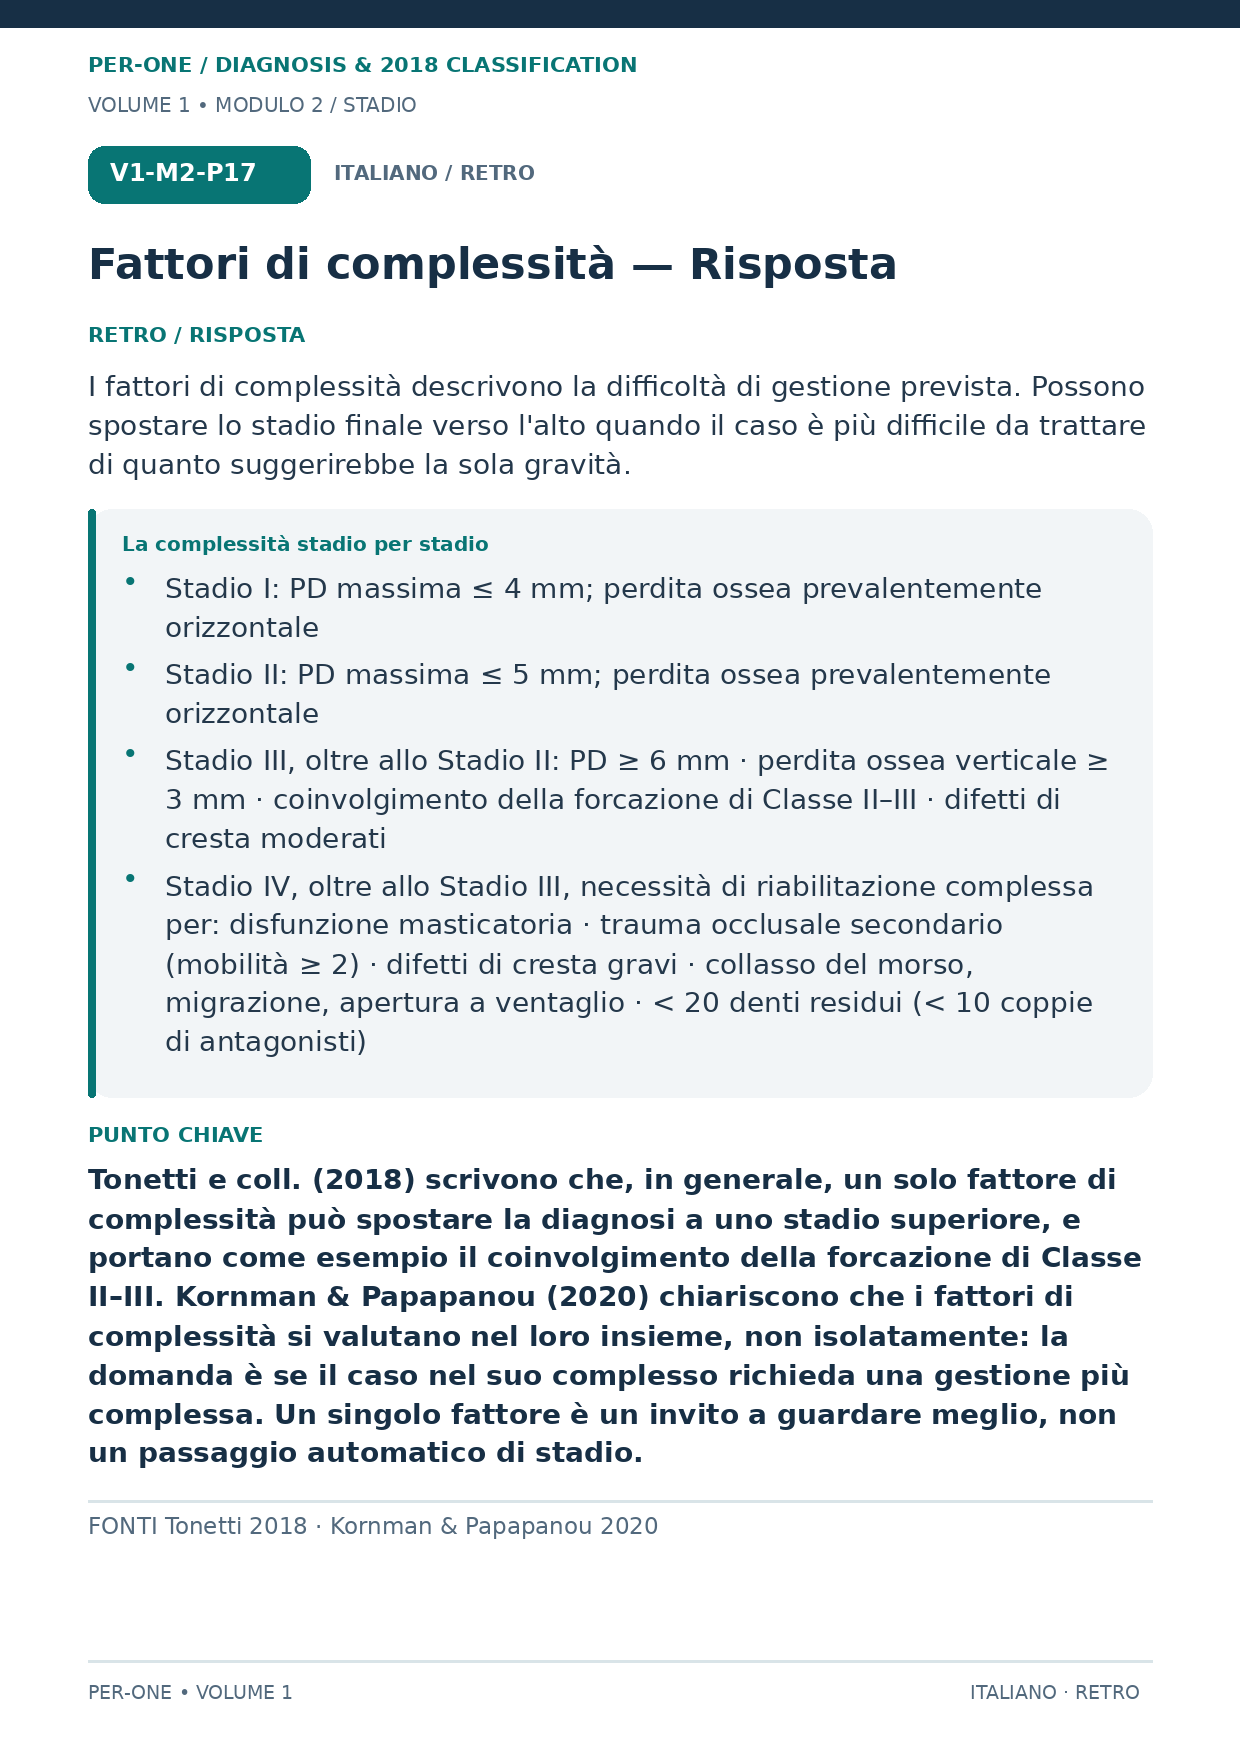 PER-ONE / DIAGNOSIS & 2018 CLASSIFICATION
VOLUME 1 • MODULO 2 / STADIO
V1-M2-P17
ITALIANO / RETRO
Fattori di complessità — Risposta
RETRO / RISPOSTA
I fattori di complessità descrivono la difficoltà di gestione prevista. Possono
spostare lo stadio finale verso l'alto quando il caso è più difficile da trattare
di quanto suggerirebbe la sola gravità.
La complessità stadio per stadio
• Stadio I: PD massima ≤ 4 mm; perdita ossea prevalentemente
orizzontale
• Stadio II: PD massima ≤ 5 mm; perdita ossea prevalentemente
orizzontale
• Stadio III, oltre allo Stadio II: PD ≥ 6 mm · perdita ossea verticale ≥
3 mm · coinvolgimento della forcazione di Classe II–III · difetti di
cresta moderati
• Stadio IV, oltre allo Stadio III, necessità di riabilitazione complessa
per: disfunzione masticatoria · trauma occlusale secondario
(mobilità ≥ 2) · difetti di cresta gravi · collasso del morso,
migrazione, apertura a ventaglio · < 20 denti residui (< 10 coppie
di antagonisti)
PUNTO CHIAVE
Tonetti e coll. (2018) scrivono che, in generale, un solo fattore di
complessità può spostare la diagnosi a uno stadio superiore, e
portano come esempio il coinvolgimento della forcazione di Classe
II–III. Kornman & Papapanou (2020) chiariscono che i fattori di
complessità si valutano nel loro insieme, non isolatamente: la
domanda è se il caso nel suo complesso richieda una gestione più
complessa. Un singolo fattore è un invito a guardare meglio, non
un passaggio automatico di stadio.
FONTI Tonetti 2018 · Kornman & Papapanou 2020
PER-ONE • VOLUME 1
ITALIANO · RETRO